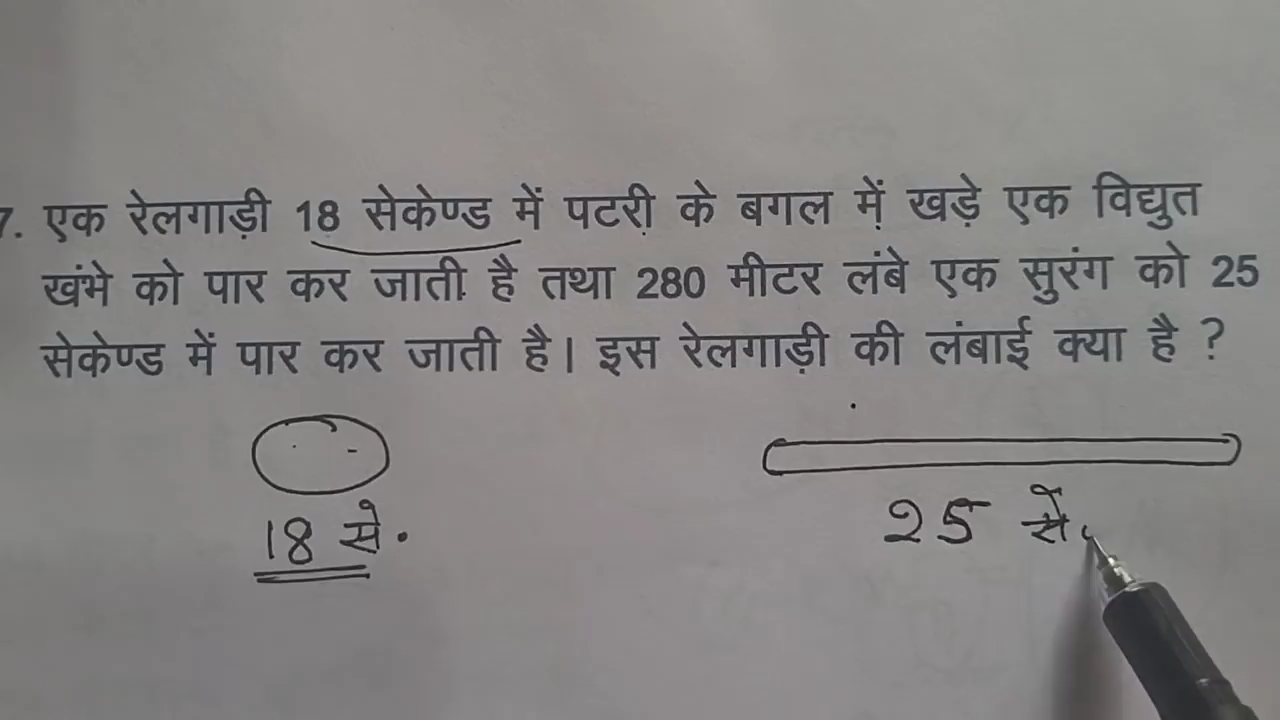 7. एक रेलगाड़ी 18 सेकेण्ड में पटरी के बगल में खड़े एक विद्युत
खंभे को पार कर जाती है तथा 280 मीटर लंबे एक सुरंग को 25
सेकेण्ड में पार कर जाती है। इस रेलगाड़ी की लंबाई क्या है ?
18 से. 25 से.